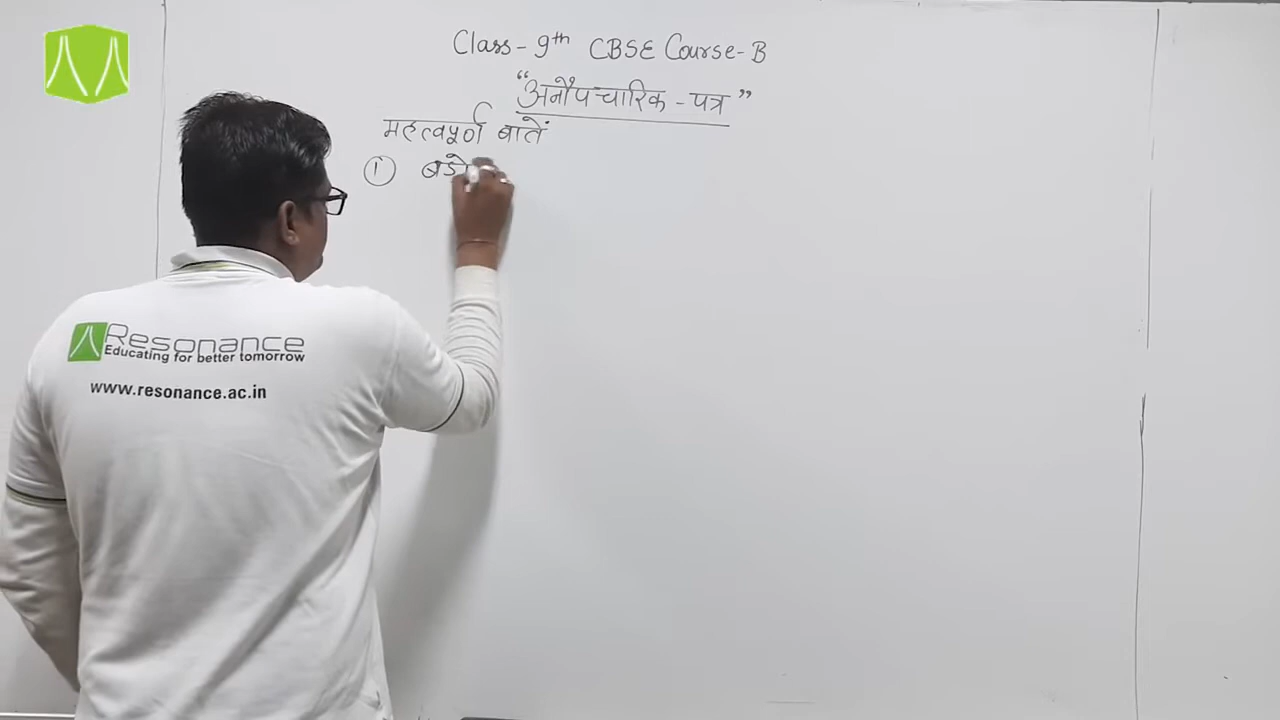 Class - 9th CBSE Course-B
"अनौपचारिक - पत्र"
महत्वपूर्ण बातें
① बडो
Resonance
Educating for better tomorrow
www.resonance.ac.in